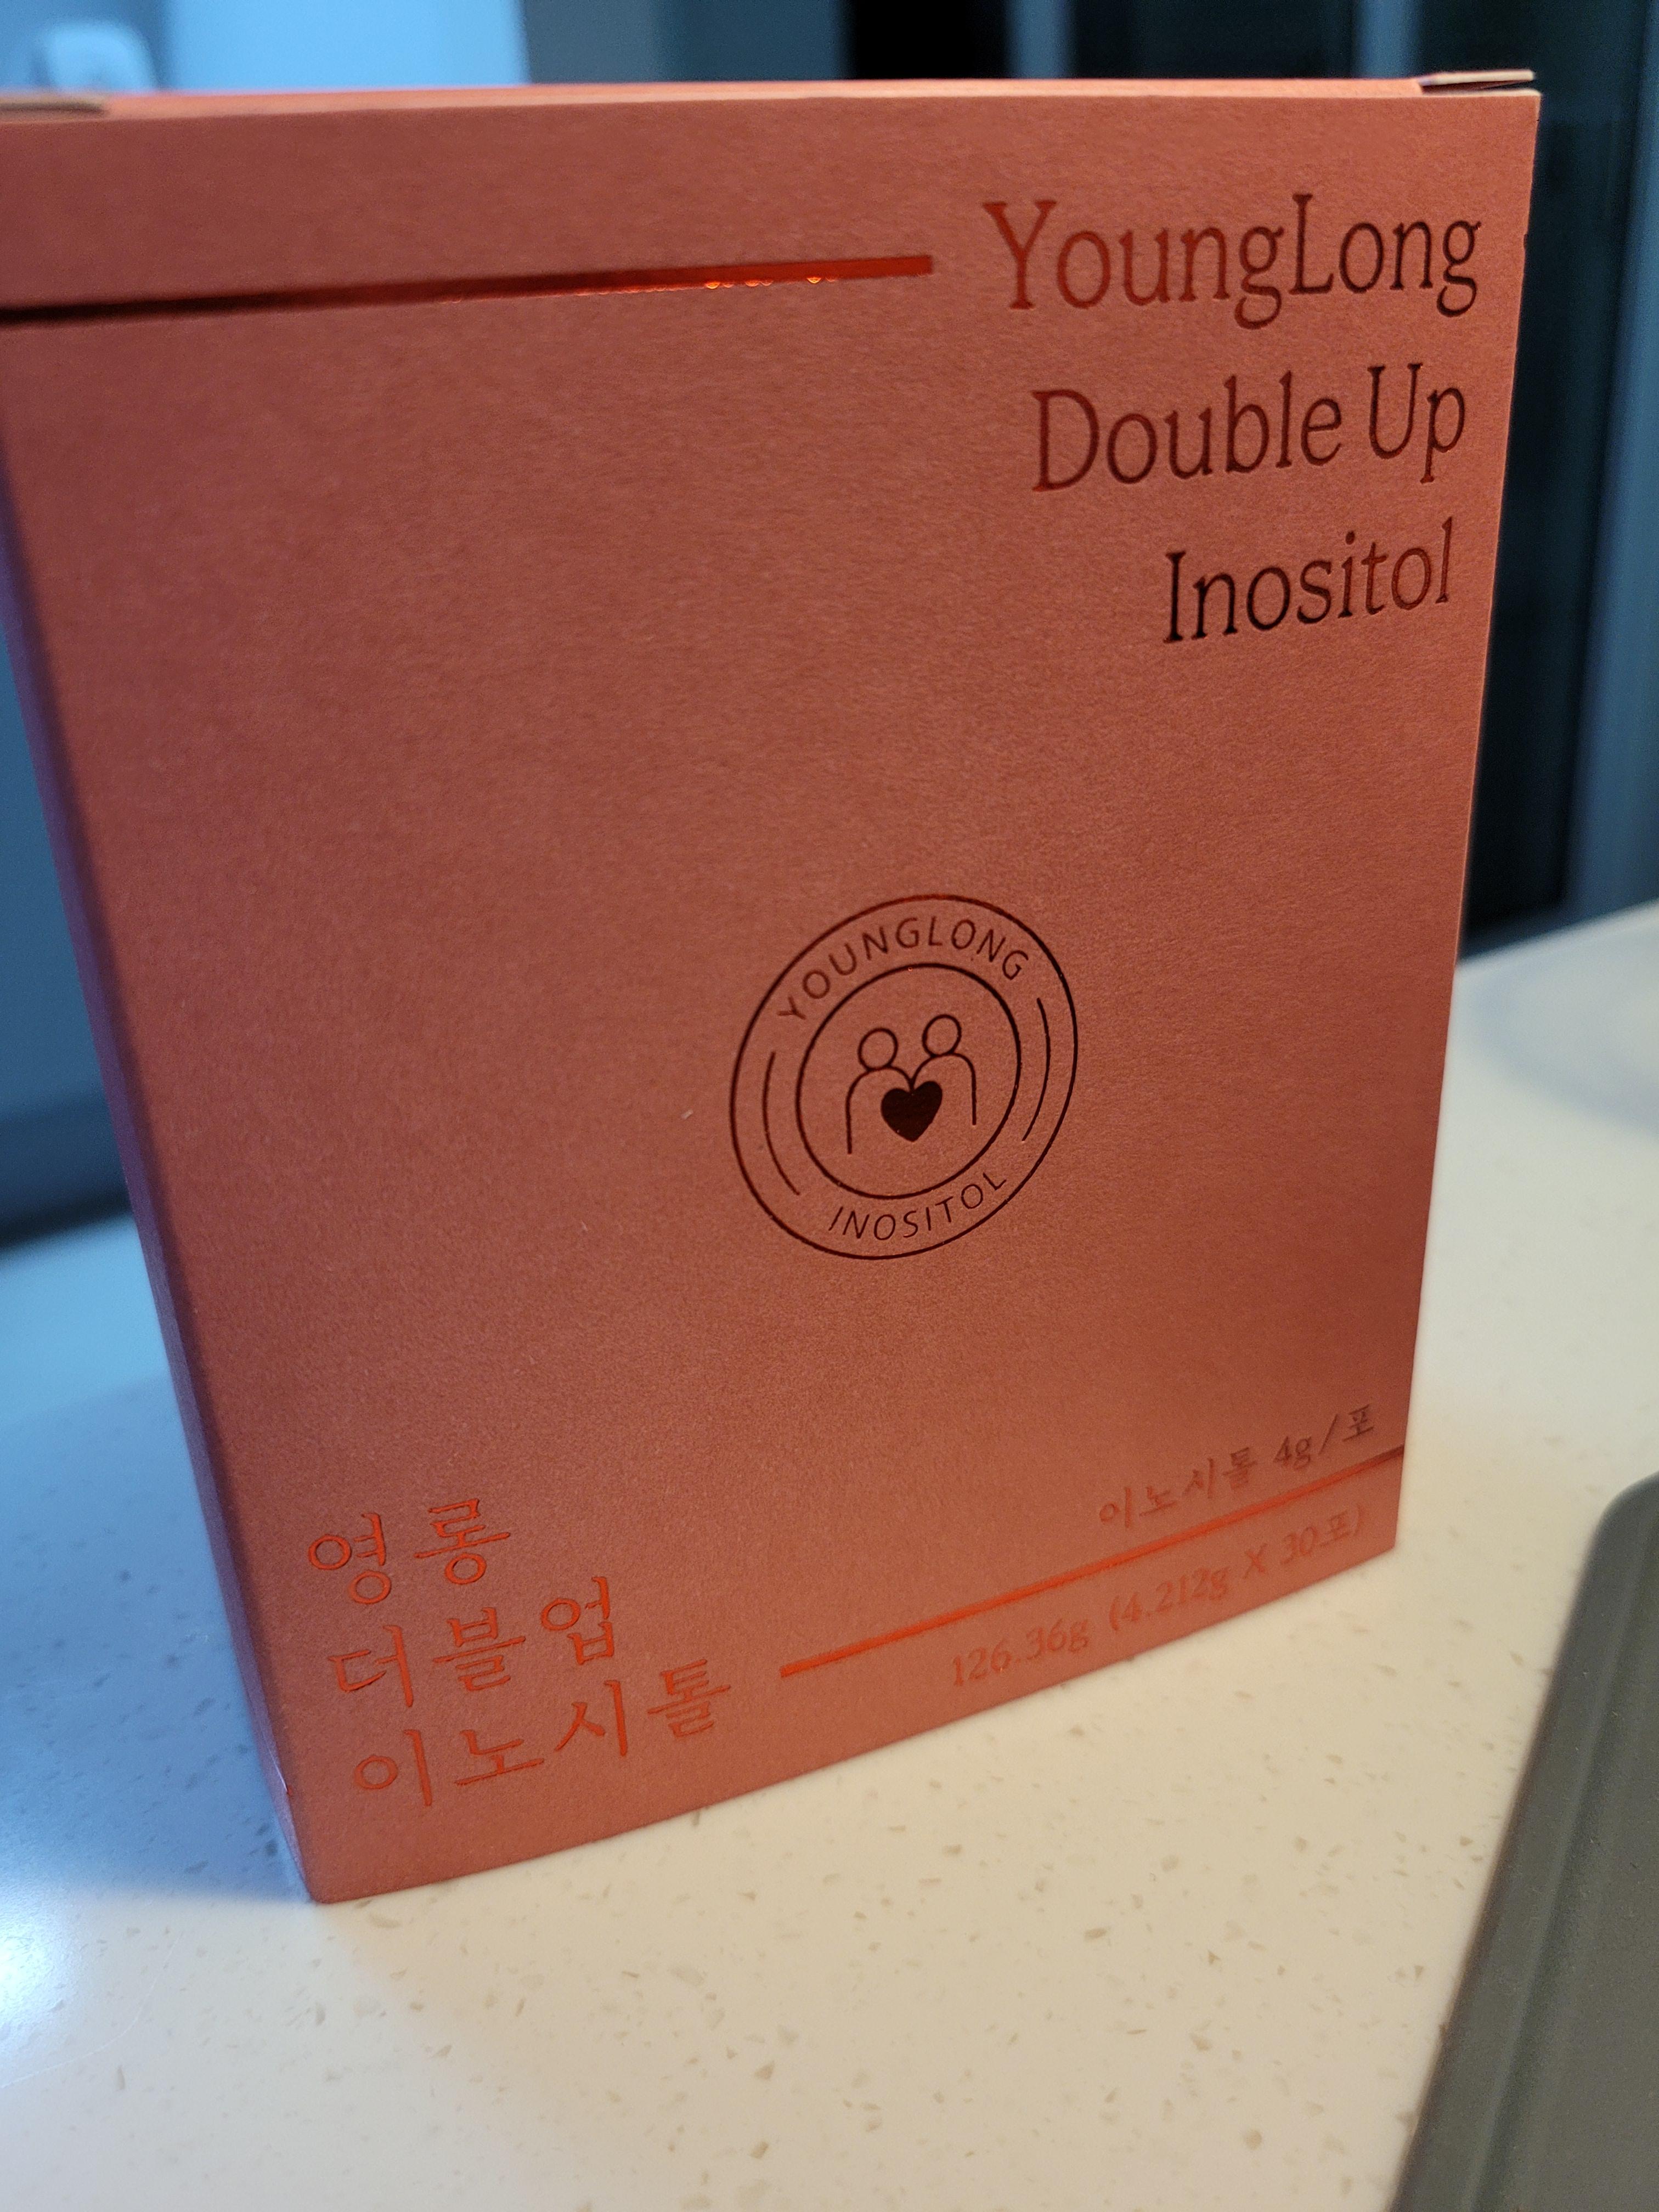 YoungLong
Double Up
Inositol
YOUNGLONG
INOSITOL
영롱
더블업
이노시톨
이노시톨 4g/포
126.36g (4.212g X 30포)